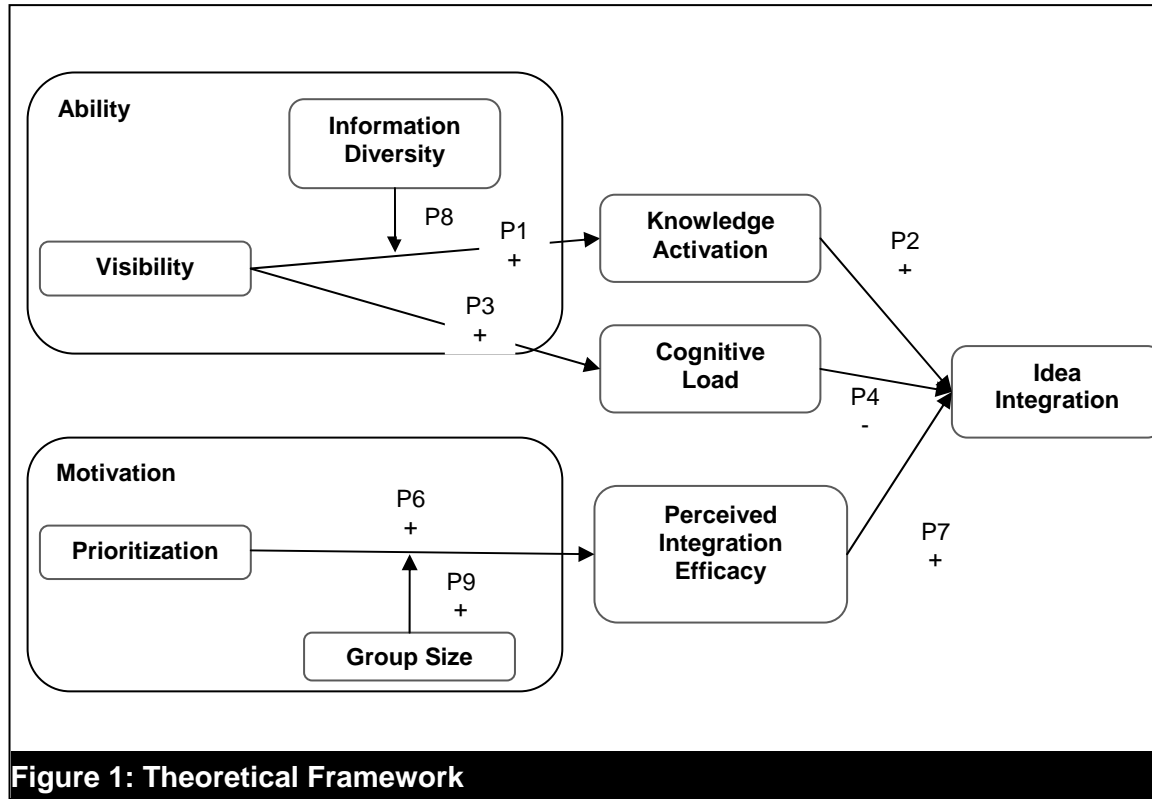 Ability
Information
Diversity
P8
P1
+
Knowledge
Activation
P2
+
Visibility
P3
+
Cognitive
Load
P4
-
Idea
Integration
Motivation
P6
+
Prioritization
Perceived
Integration
Efficacy
P7
+
P9
+
Group Size
Figure 1: Theoretical Framework